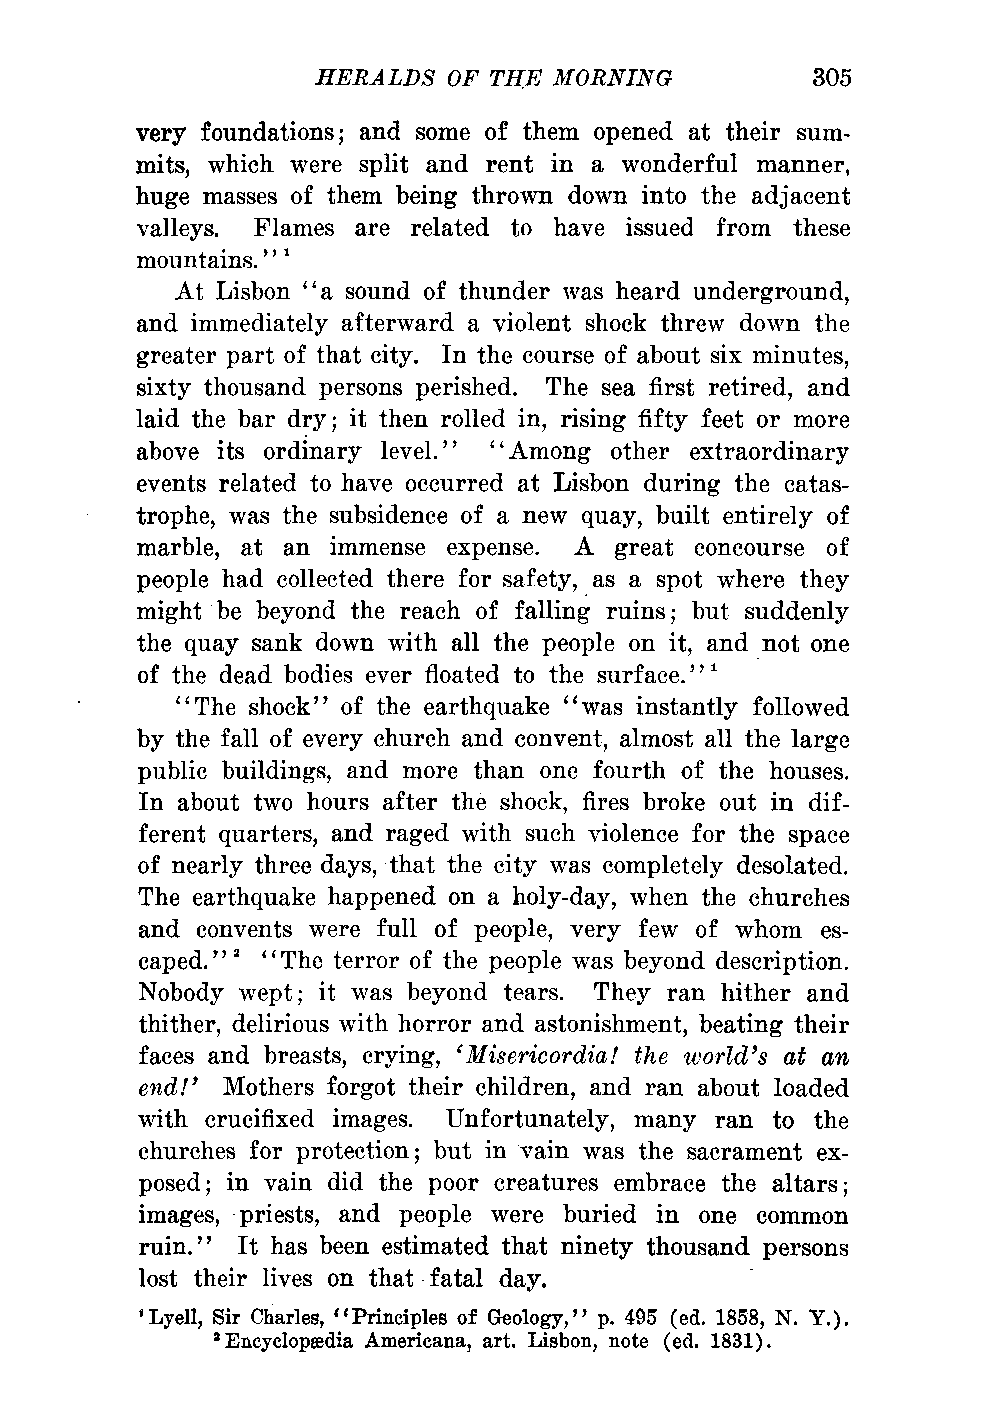 HERALDS OF THE MORNING 305
very foundations; and some of them opened at their sum-
mits, which were split and rent in a wonderful manner,
huge masses of them being thrown down into the adjacent
valleys. Flames are related to have issued from these
mountains.''¹
At Lisbon ‘‘a sound of thunder was heard underground,
and immediately afterward a violent shock threw down the
greater part of that city. In the course of about six minutes,
sixty thousand persons perished. The sea first retired, and
laid the bar dry; it then rolled in, rising fifty feet or more
above its ordinary level.’’ ‘‘Among other extraordinary
events related to have occurred at Lisbon during the catas-
trophe, was the subsidence of a new quay, built entirely of
marble, at an immense expense. A great concourse of
people had collected there for safety, as a spot where they
might be beyond the reach of falling ruins; but suddenly
the quay sank down with all the people on it, and not one
of the dead bodies ever floated to the surface.’’¹
‘‘The shock’’ of the earthquake ‘‘was instantly followed
by the fall of every church and convent, almost all the large
public buildings, and more than one fourth of the houses.
In about two hours after the shock, fires broke out in dif-
ferent quarters, and raged with such violence for the space
of nearly three days, that the city was completely desolated.
The earthquake happened on a holy-day, when the churches
and convents were full of people, very few of whom es-
caped.’’² ‘‘The terror of the people was beyond description.
Nobody wept; it was beyond tears. They ran hither and
thither, delirious with horror and astonishment, beating their
faces and breasts, crying, ‘Misericordia! the world’s at an
end!’ Mothers forgot their children, and ran about loaded
with crucifixed images. Unfortunately, many ran to the
churches for protection; but in vain was the sacrament ex-
posed; in vain did the poor creatures embrace the altars;
images, priests, and people were buried in one common
ruin.’’ It has been estimated that ninety thousand persons
lost their lives on that fatal day.
¹Lyell, Sir Charles, ‘‘Principles of Geology,’’ p. 495 (ed. 1858, N. Y.).
²Encyclopædia Americana, art. Lisbon, note (ed. 1831).